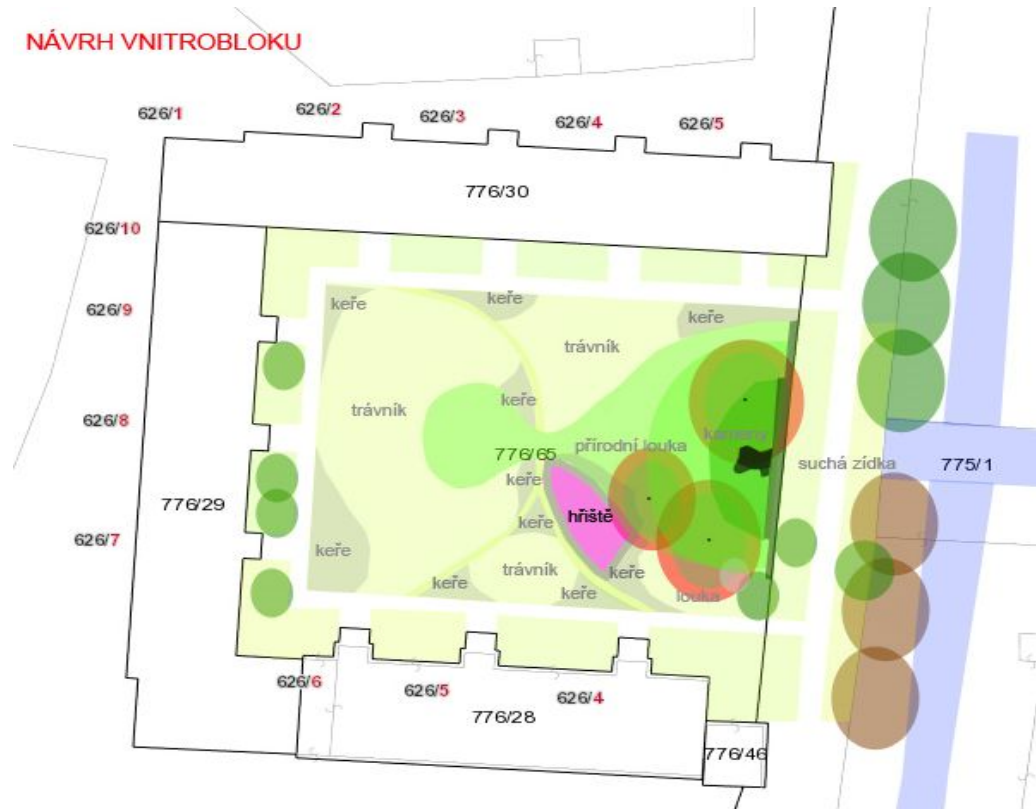 NÁVRH VNITROBLOKU
626/1
626/2
626/3
626/4
626/5
776/30
626/10
626/9
keře
keře
keře
trávník
626/8
trávník
keře
kameny
přírodní louka
776/65
suchá zídka
775/1
keře
776/29
hřiště
626/7
keře
keře
trávník
keře
keře
keře
louka
626/6
626/5
626/4
776/28
776/46